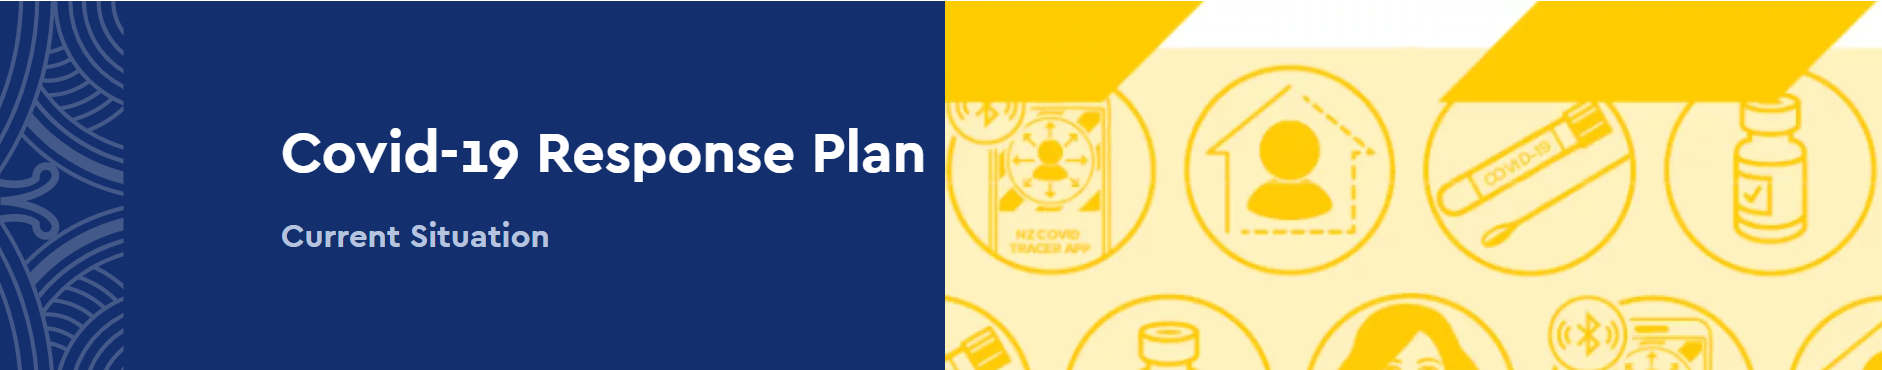 Covid-19 Response Plan
Current Situation
NZ COVID
TRACER APP
COVID-19